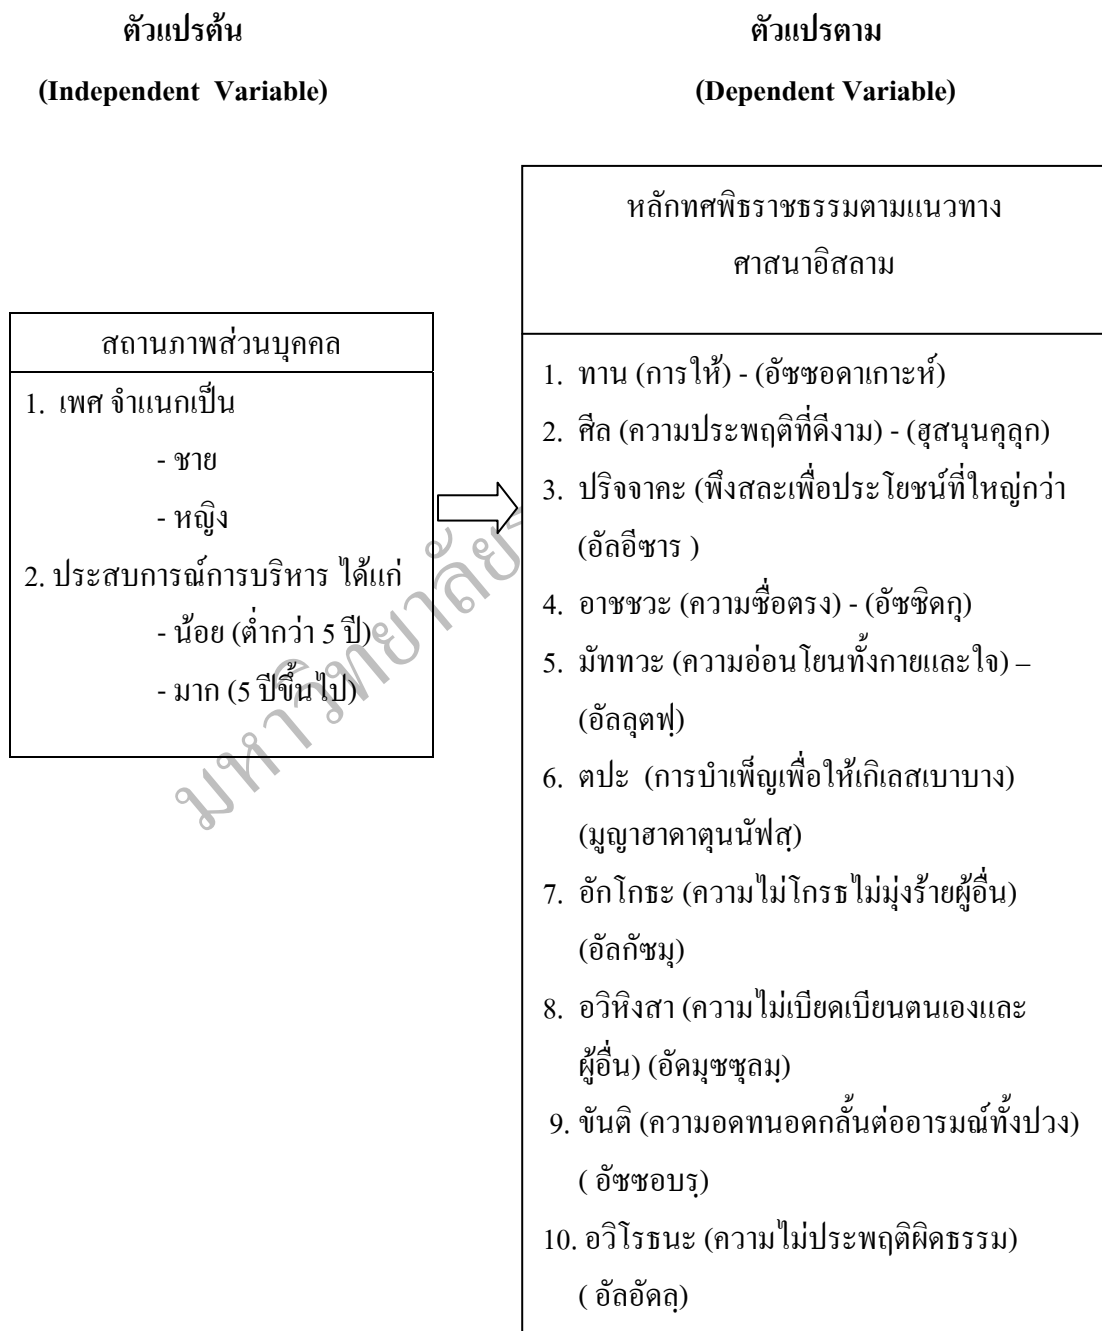 ตัวแปรต้น
(Independent Variable)
ตัวแปรตาม
(Dependent Variable)
สถานภาพส่วนบุคคล
1. เพศ จำแนกเป็น
- ชาย
- หญิง
2. ประสบการณ์การบริหาร ได้แก่
- น้อย (ต่ำกว่า 5 ปี)
- มาก (5 ปีขึ้นไป)
หลักทศพิธราชธรรมตามแนวทาง
ศาสนาอิสลาม
1. ทาน (การให้) - (อัซซอดาเกาะห์)
2. ศีล (ความประพฤติที่ดีงาม) - (ฮุสนุนคุลุก)
3. ปริจจาคะ (พึงสละเพื่อประโยชน์ที่ใหญ่กว่า
(อัลอีซาร )
4. อาชชวะ (ความซื่อตรง) - (อัซซิดกุ)
5. มัททวะ (ความอ่อนโยนทั้งกายและใจ) –
(อัลลุตฟฺ)
6. ตปะ (การบำเพ็ญเพื่อให้เกิเลสเบาบาง)
(มูญาฮาดาตุนนัฟสฺ)
7. อักโกธะ (ความไม่โกรธไม่มุ่งร้ายผู้อื่น)
(อัลกัซมฺุ)
8. อวิหิงสา (ความไม่เบียดเบียนตนเองและ
ผู้อื่น) (อัดมุซซุลมฺ)
9. ขันติ (ความอดทนอดกลั้นต่ออารมณ์ทั้งปวง)
( อัซซอบรฺ)
10. อวิโรธนะ (ความไม่ประพฤติผิดธรรม)
( อัลอัดลฺ)
มหาวิทยาลัย